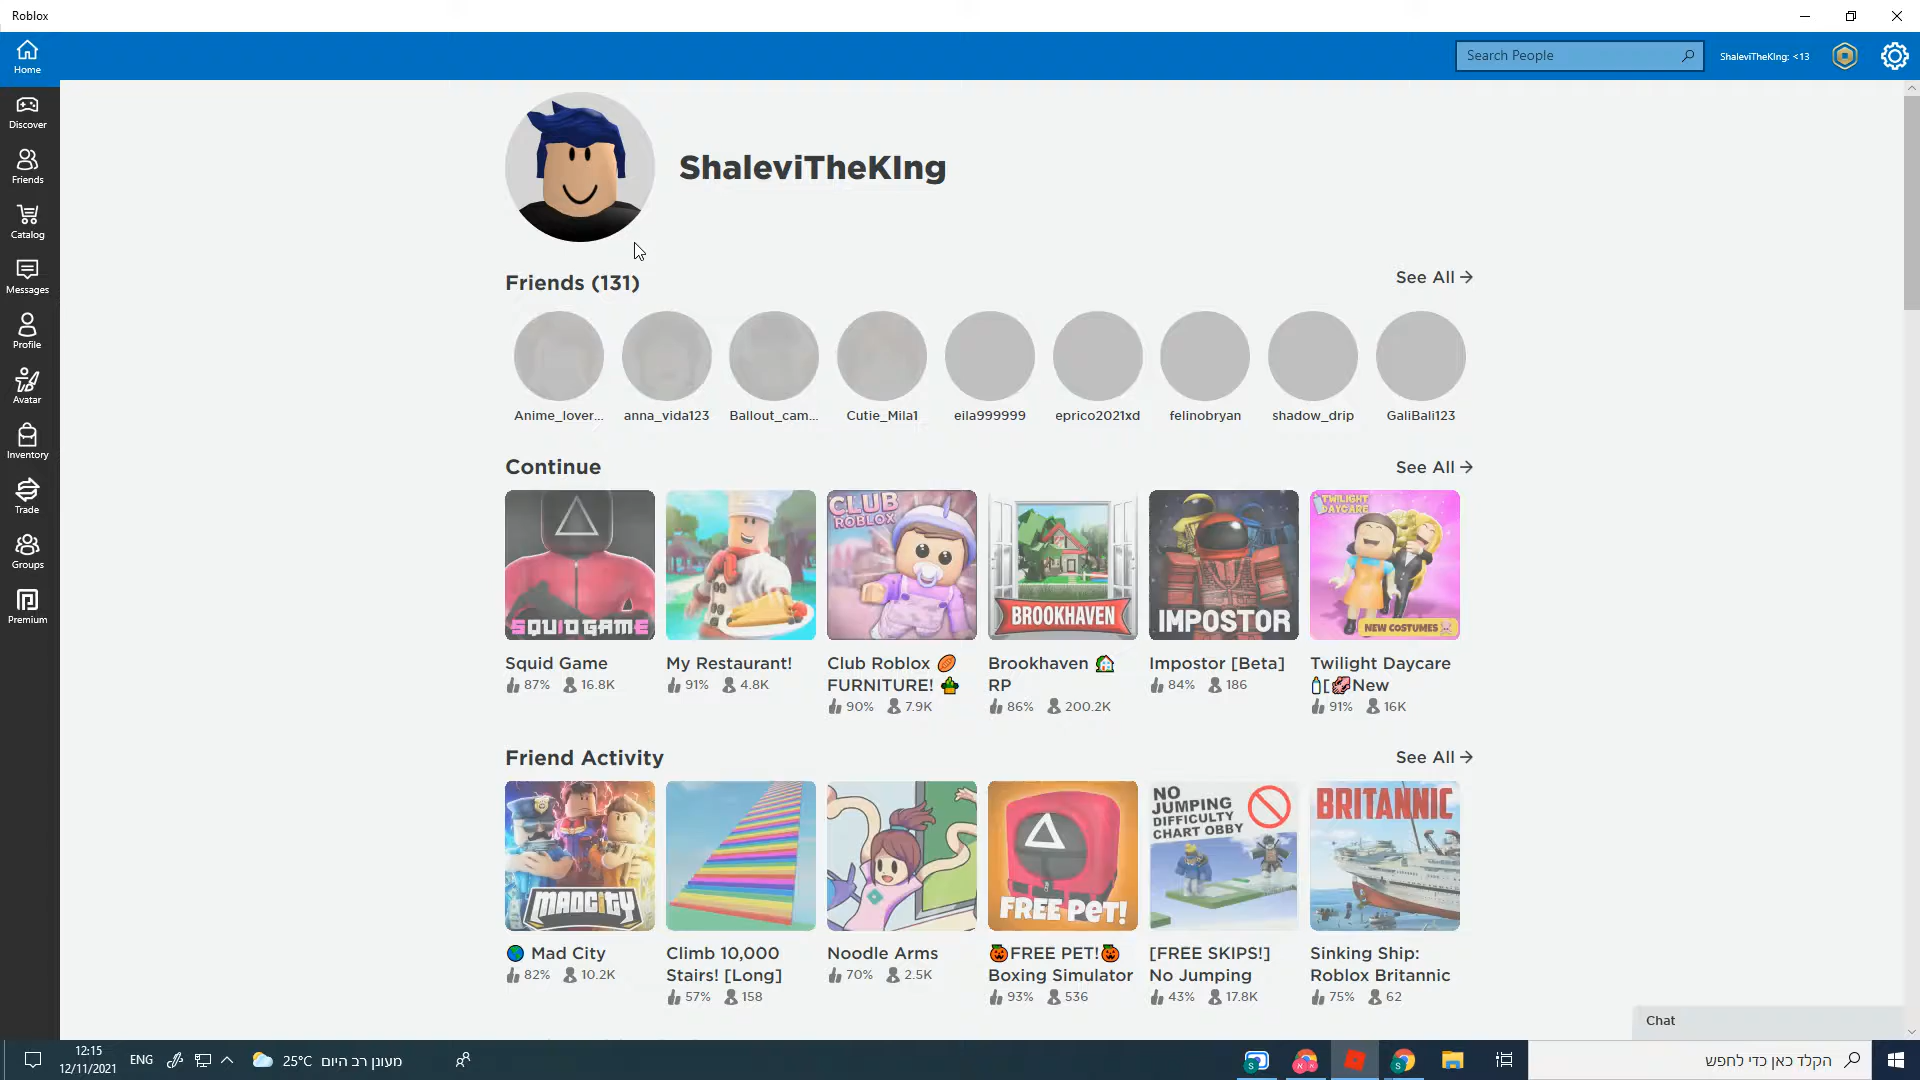 Roblox
Home
Search People
ShaleviTheKIng: <13
Discover
Friends
Catalog
Messages
Profile
Avatar
Inventory
Trade
Groups
Premium
ShaleviTheKIng
Friends (131)
See All
Anime_lover... anna_vida123 Ballout_cam... Cutie_Mila1 eila999999 eprico2021xd felinobryan shadow_drip GaliBali123
Continue
See All
SQUID GAME
CLUB
ROBLOX
BROOKHAVEN
IMPOSTOR
TWILIGHT
DAYCARE
NEW COSTUMES
Squid Game
87% 16.8K
My Restaurant!
91% 4.8K
Club Roblox
FURNITURE!
90% 7.9K
Brookhaven
RP
86% 200.2K
Impostor [Beta]
84% 186
Twilight Daycare
[New
91% 16K
Friend Activity
See All
MADCITY
FREE PET!
NO
JUMPING
DIFFICULTY
CHART OBBY
BRITANNIC
Mad City
82% 10.2K
Climb 10,000
Stairs! [Long]
57% 158
Noodle Arms
70% 2.5K
FREE PET!
Boxing Simulator
93% 536
[FREE SKIPS!]
No Jumping
43% 17.8K
Sinking Ship:
Roblox Britannic
75% 62
Chat
12:15
12/11/2021
ENG
25°C מעונן רב היום
הקלד כאן כדי לחפש